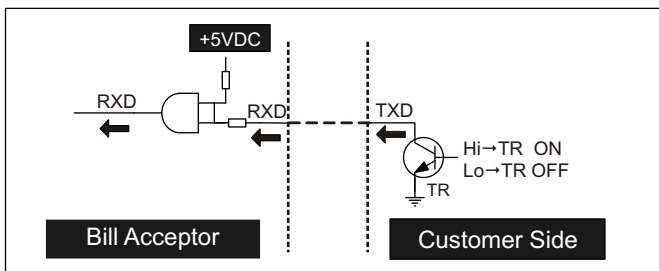 +5VDC
RXD
RXD
TXD
Hi→TR ON
Lo→TR OFF
TR
Bill Acceptor
Customer Side